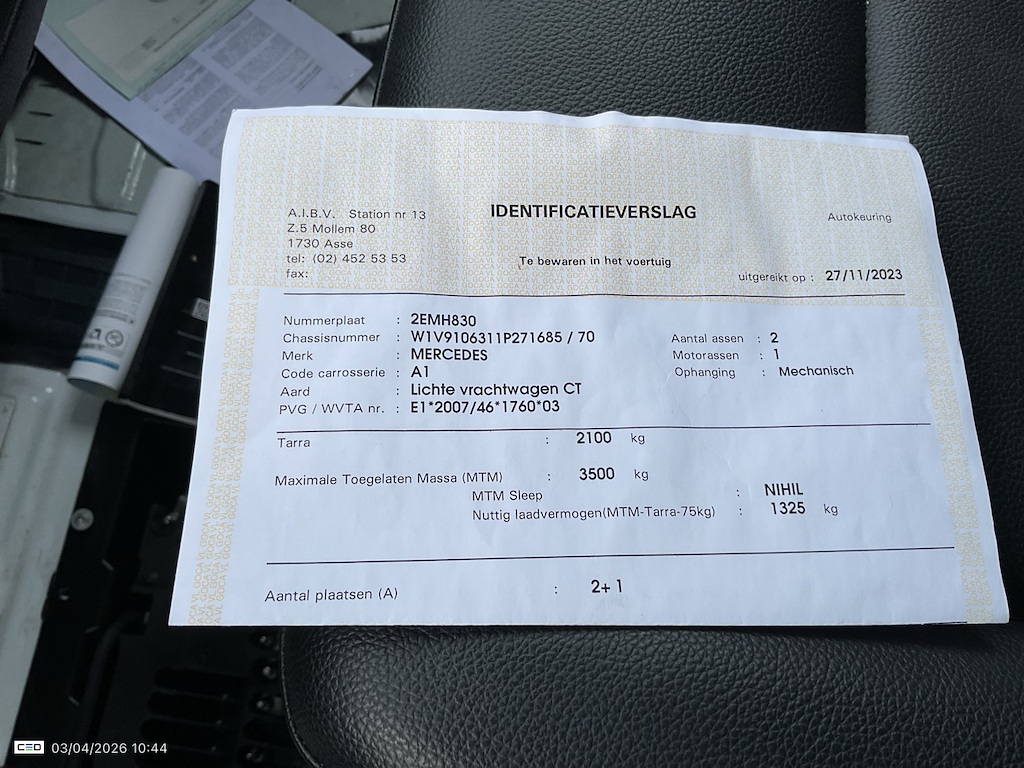 A.I.B.V. Station nr 13
Z.5 Mollem 80
1730 Asse
tel: (02) 452 53 53
fax:
IDENTIFICATIEVERSLAG
Te bewaren in het voertuig
Autokeuring
uitgereikt op : 27/11/2023
Nummerplaat : 2EMH830
Chassisnummer : W1V9106311P271685 / 70
Merk : MERCEDES
Code carrosserie : A1
Aard : Lichte vrachtwagen CT
PVG / WVTA nr. : E1*2007/46*1760*03
Aantal assen : 2
Motorassen : 1
Ophanging : Mechanisch
Tarra : 2100 kg
Maximale Toegelaten Massa (MTM) : 3500 kg
MTM Sleep : NIHIL
Nuttig laadvermogen(MTM-Tarra-75kg) : 1325 kg
Aantal plaatsen (A) : 2+ 1
CEO 03/04/2026 10:44